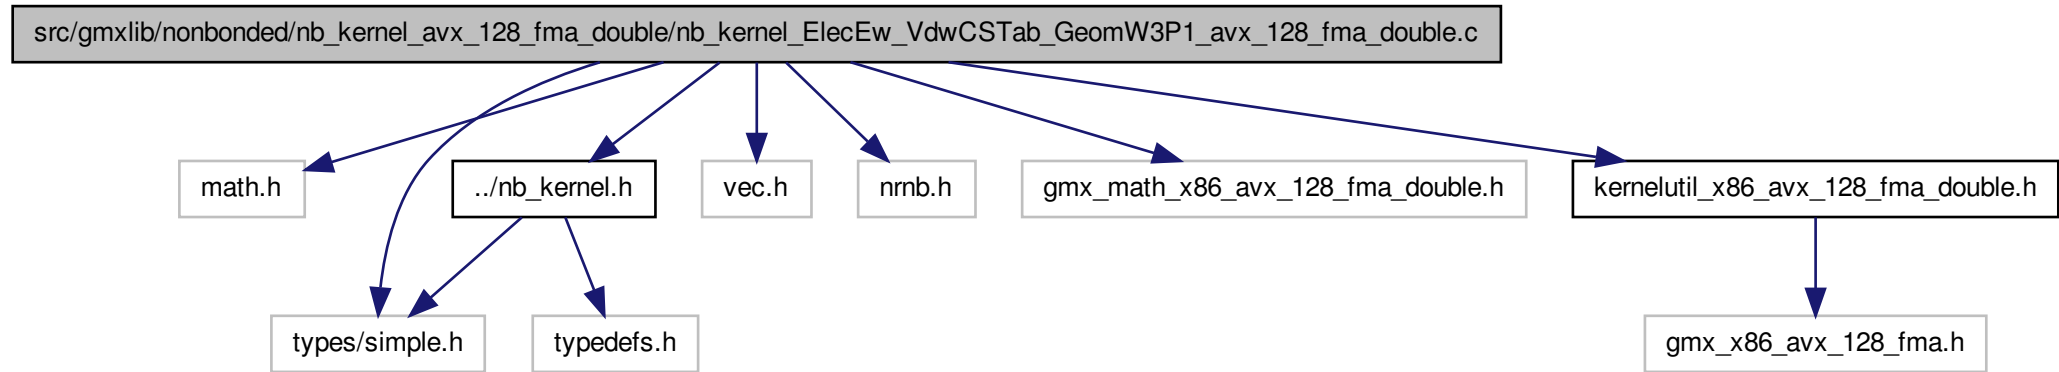 src/gmxlib/nonbonded/nb_kernel_avx_128_fma_double/nb_kernel_ElecEw_VdwCSTab_GeomW3P1_avx_128_fma_double.c
math.h
../nb_kernel.h
vec.h
nrnb.h
gmx_math_x86_avx_128_fma_double.h
kernelutil_x86_avx_128_fma_double.h
types/simple.h
typedefs.h
gmx_x86_avx_128_fma.h